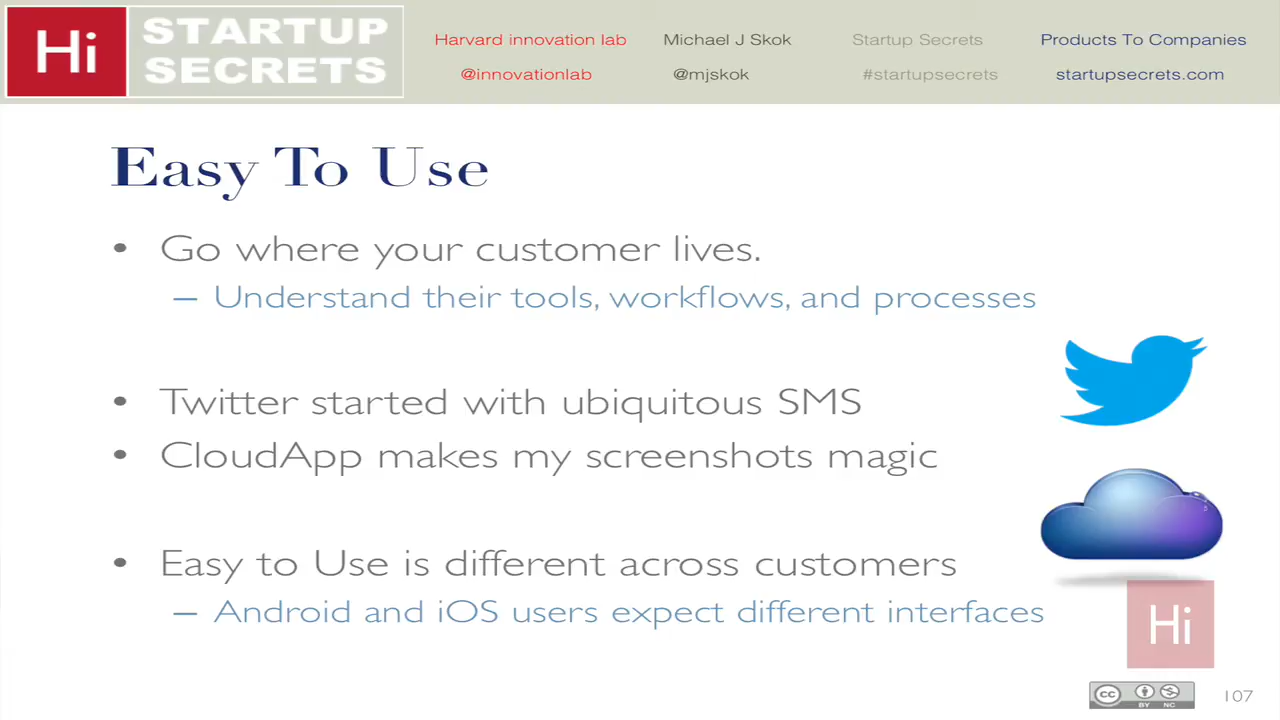 Hi STARTUP SECRETS
Harvard innovation lab Michael J Skok Startup Secrets Products To Companies
@innovationlab @mjskok #startupsecrets startupsecrets.com
Easy To Use
• Go where your customer lives.
– Understand their tools, workflows, and processes
• Twitter started with ubiquitous SMS
• CloudApp makes my screenshots magic
• Easy to Use is different across customers
– Android and iOS users expect different interfaces
Hi
cc BY NC
107